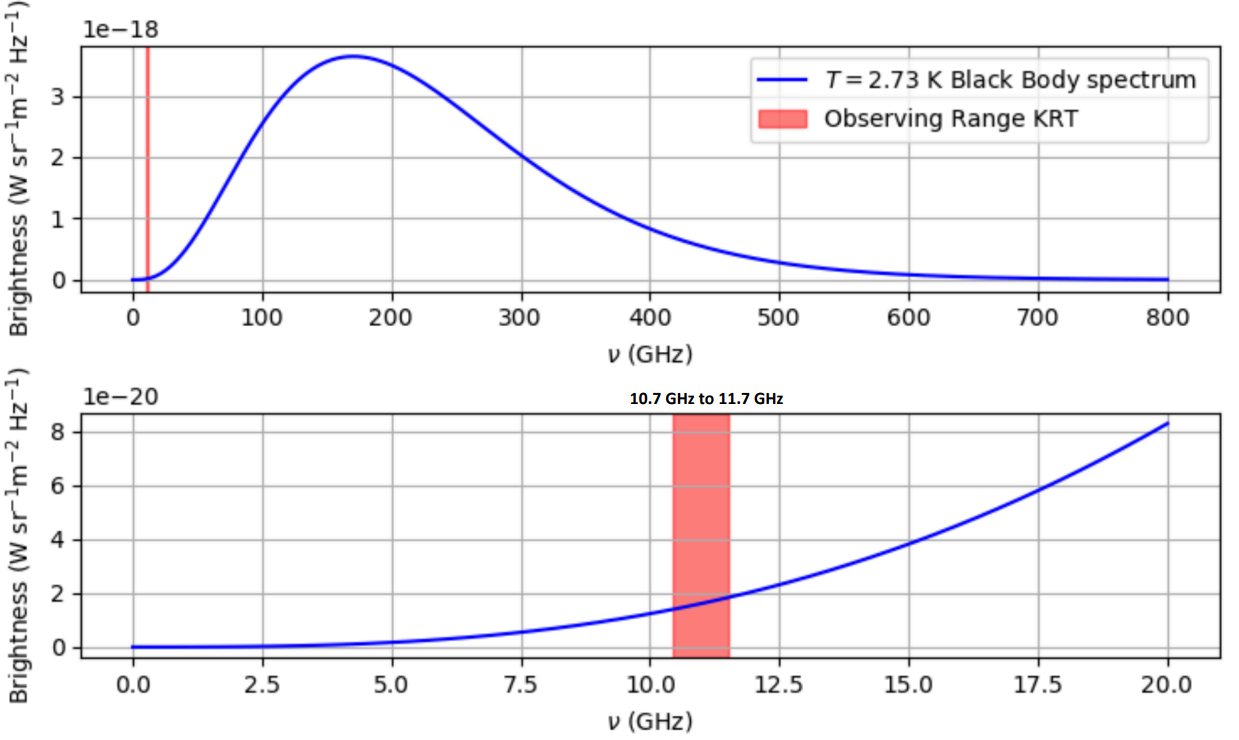 1e−18
Brightness (W sr⁻¹m⁻² Hz⁻¹)
3
2
1
0
T = 2.73 K Black Body spectrum
Observing Range KRT
0 100 200 300 400 500 600 700 800
ν (GHz)
1e−20
10.7 GHz to 11.7 GHz
Brightness (W sr⁻¹m⁻² Hz⁻¹)
8
6
4
2
0
0.0 2.5 5.0 7.5 10.0 12.5 15.0 17.5 20.0
ν (GHz)